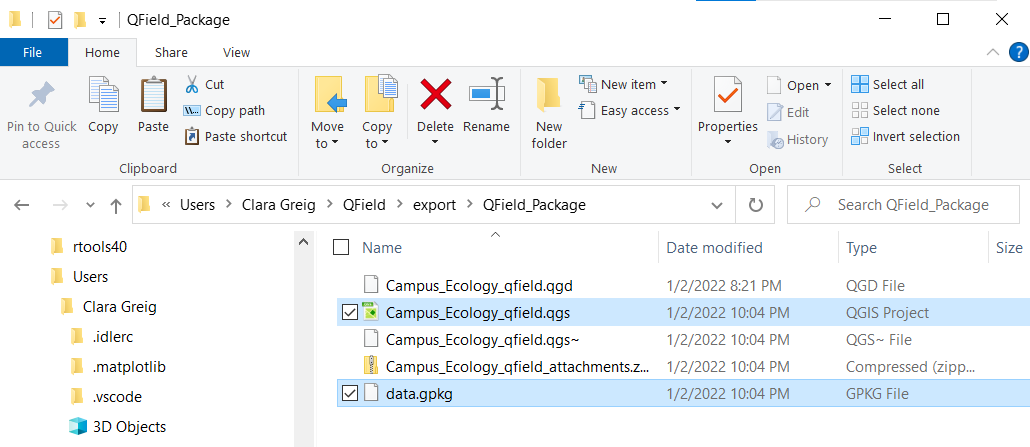 QField_Package
File Home Share View
Pin to Quick access
Copy
Paste
Cut
Copy path
Paste shortcut
Clipboard
Move to
Copy to
Delete
Rename
Organize
New folder
New item
Easy access
New
Properties
Open
Edit
History
Open
Select all
Select none
Invert selection
Select
« Users > Clara Greig > QField > export > QField_Package
Search QField_Package
rtools40
Users
Clara Greig
.idlerc
.matplotlib
.vscode
3D Objects
Name Date modified Type Size
Campus_Ecology_qfield.qgd 1/2/2022 8:21 PM QGD File
Campus_Ecology_qfield.qgs 1/2/2022 10:04 PM QGIS Project
Campus_Ecology_qfield.qgs~ 1/2/2022 10:04 PM QGS~ File
Campus_Ecology_qfield_attachments.z... 1/2/2022 10:04 PM Compressed (zipp...
data.gpkg 1/2/2022 10:04 PM GPKG File